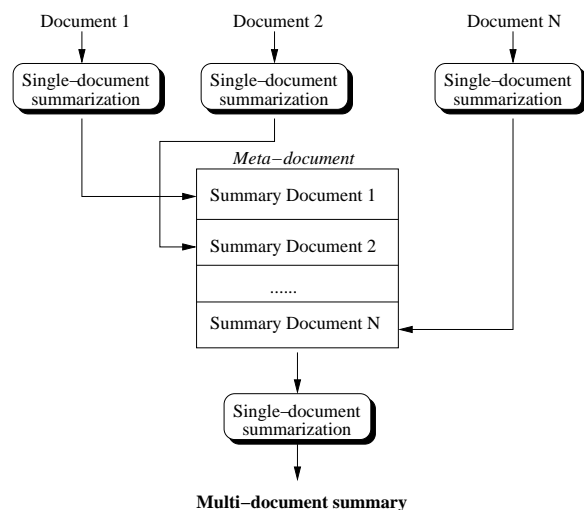 Document 1
Document 2
Document N
Single-document
summarization
Single-document
summarization
Single-document
summarization
Meta-document
Summary Document 1
Summary Document 2
......
Summary Document N
Single-document
summarization
Multi-document summary